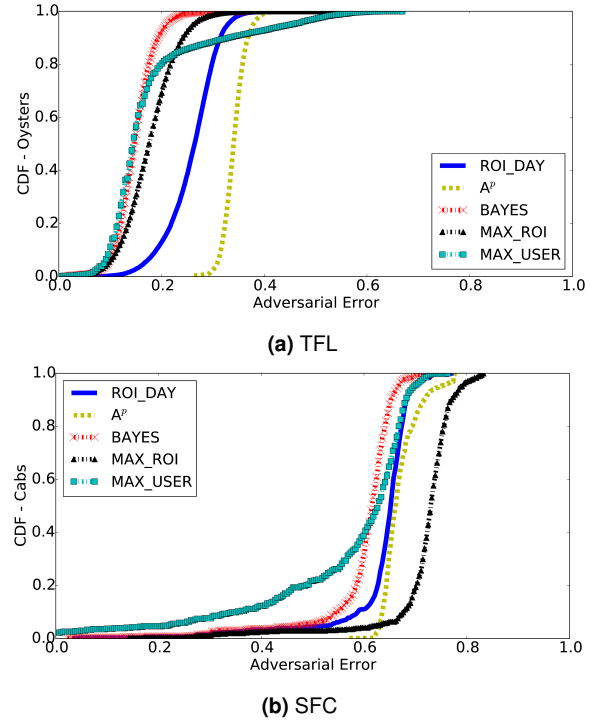 1.0
0.8
0.6
0.4
0.2
0.0
CDF - Oysters
ROI_DAY
A^p
BAYES
MAX_ROI
MAX_USER
0.0 0.2 0.4 0.6 0.8 1.0
Adversarial Error
(a) TFL
1.0
0.8
0.6
0.4
0.2
0.0
CDF - Cabs
ROI_DAY
A^p
BAYES
MAX_ROI
MAX_USER
0.0 0.2 0.4 0.6 0.8 1.0
Adversarial Error
(b) SFC